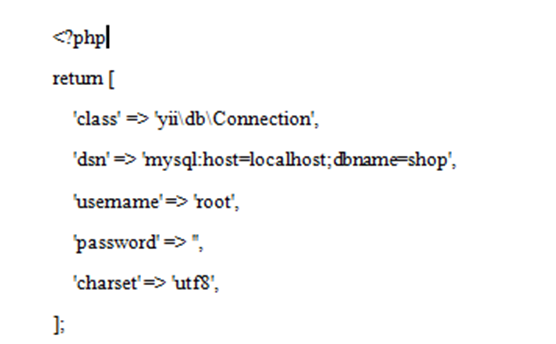 <?php
return [
'class' => 'yii\db\Connection',
'dsn' => 'mysql:host=localhost;dbname=shop',
'username' => 'root',
'password' => '',
'charset' => 'utf8',
];